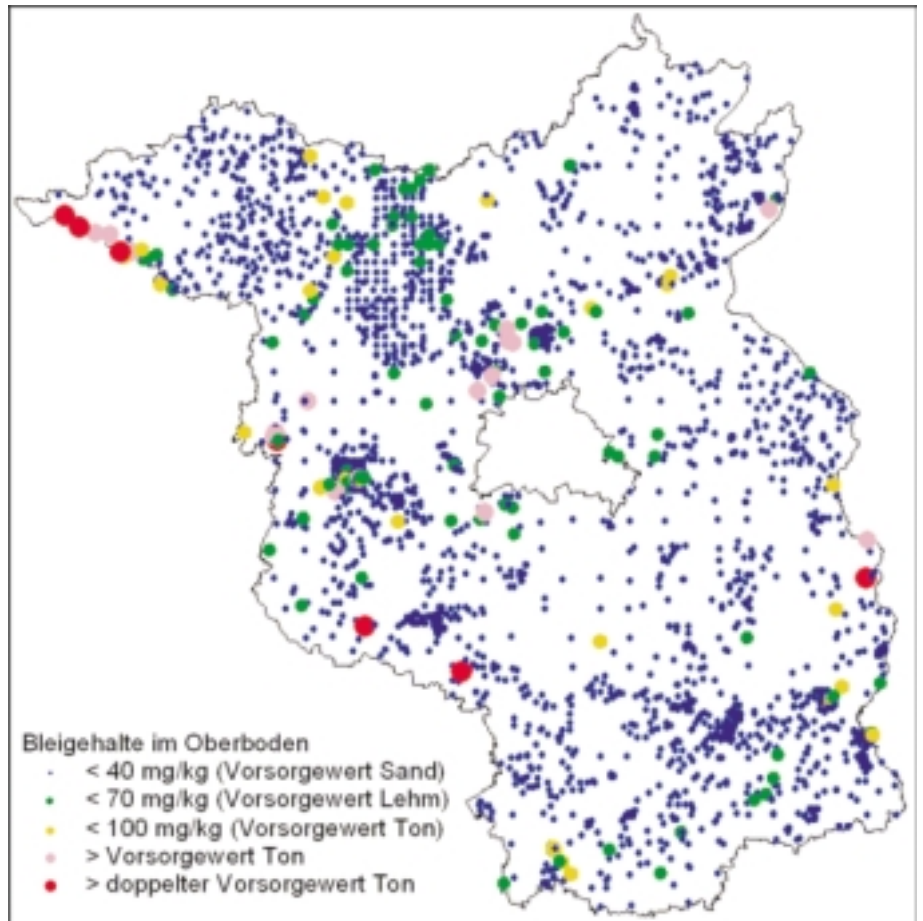 Bleigehalte im Oberboden
< 40 mg/kg (Vorsorgewert Sand)
< 70 mg/kg (Vorsorgewert Lehm)
< 100 mg/kg (Vorsorgewert Ton)
> Vorsorgewert Ton
> doppelter Vorsorgewert Ton